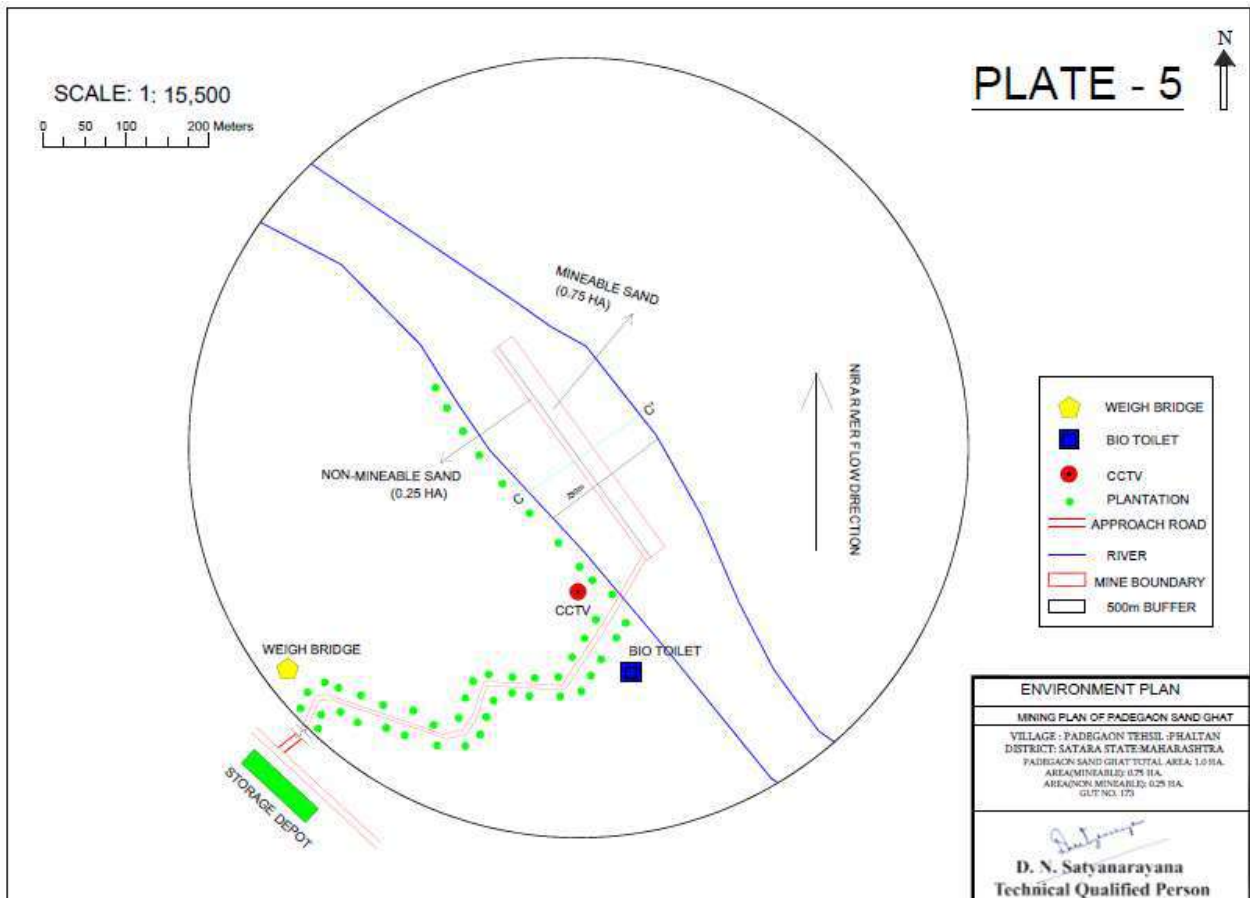 SCALE: 1: 15,500
0 50 100 200 Meters
PLATE - 5
N
MINEABLE SAND
(0.75 HA)
NON-MINEABLE SAND
(0.25 HA)
NIRA RIVER FLOW DIRECTION
CCTV
WEIGH BRIDGE
BIO TOILET
STORAGE DEPOT
WEIGH BRIDGE
BIO TOILET
CCTV
PLANTATION
APPROACH ROAD
RIVER
MINE BOUNDARY
500m BUFFER
ENVIRONMENT PLAN
MINING PLAN OF PADEGAON SAND GHAT
VILLAGE : PADEGAON TEHSIL :PHALTAN
DISTRICT: SATARA STATE:MAHARASHTRA
PADEGAON SAND GHAT TOTAL AREA: 1.0 HA.
AREA(MINEABLE): 0.75 HA.
AREA(NON MINEABLE): 0.25 HA.
GUT NO. 173
D. N. Satyanarayana
Technical Qualified Person